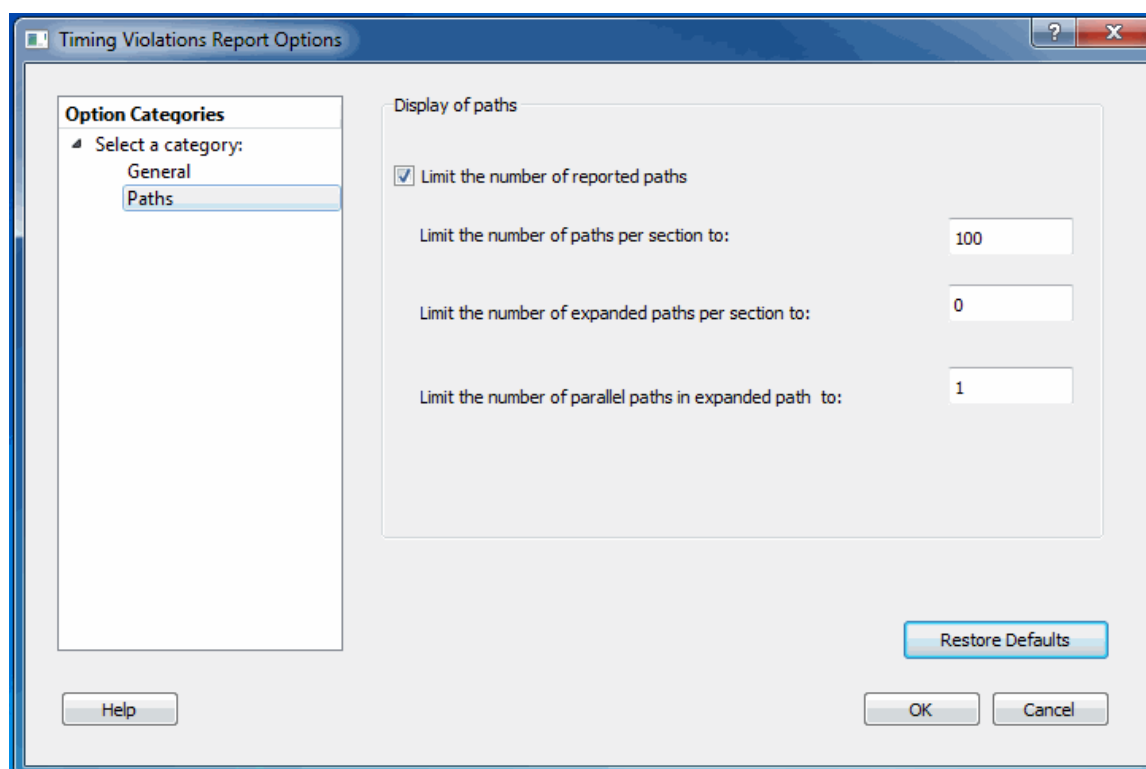 Timing Violations Report Options
?
X
Option Categories
Select a category:
General
Paths
Display of paths
Limit the number of reported paths
Limit the number of paths per section to:
100
Limit the number of expanded paths per section to:
0
Limit the number of parallel paths in expanded path  to:
1
Restore Defaults
Help
OK
Cancel